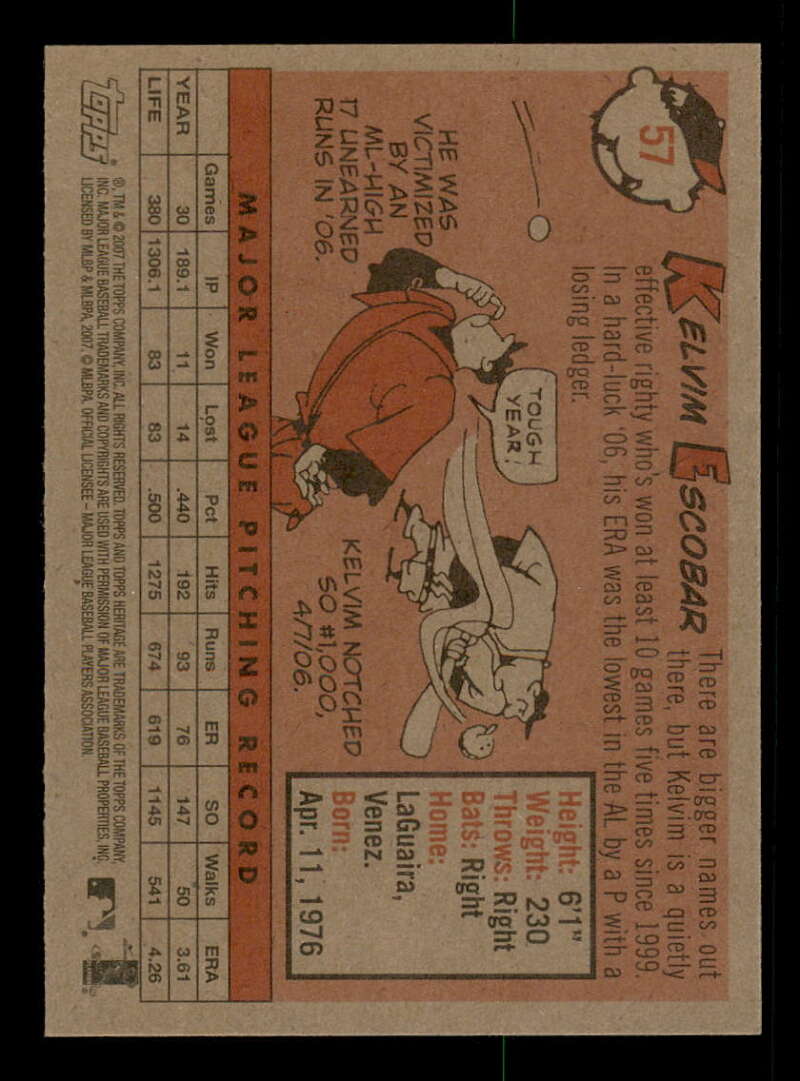 57
KELVIM ESCOBAR
There are bigger names out
there, but Kelvim is a quietly
effective righty who's won at least 10 games five times since 1999.
In a hard-luck '06, his ERA was the lowest in the AL by a P with a
losing ledger.
HE WAS
VICTIMIZED
BY AN
ML-HIGH
17 UNEARNED
RUNS IN '06.
TOUGH
YEAR!
KELVIM NOTCHED
SO #1,000,
4/7/06.
Height: 6'1"
Weight: 230
Throws: Right
Bats: Right
Home:
LaGuaira,
Venez.
Born:
Apr. 11, 1976
MAJOR LEAGUE PITCHING RECORD
Games IP Won Lost Pct Hits Runs ER SO Walks ERA
YEAR 30 189.1 11 14 .440 192 93 76 147 50 3.61
LIFE 380 1306.1 83 83 .500 1275 674 619 1145 541 4.26
TOPPS®
®, TM & © 2007 THE TOPPS COMPANY, INC. ALL RIGHTS RESERVED. TOPPS AND TOPPS HERITAGE ARE TRADEMARKS OF THE TOPPS COMPANY,
INC. MAJOR LEAGUE BASEBALL TRADEMARKS AND COPYRIGHTS ARE USED WITH PERMISSION OF MAJOR LEAGUE BASEBALL PROPERTIES, INC.
LICENSED BY MLBP & MLBPA, 2007. © MLBPA. OFFICIAL LICENSEE – MAJOR LEAGUE BASEBALL PLAYERS ASSOCIATION.